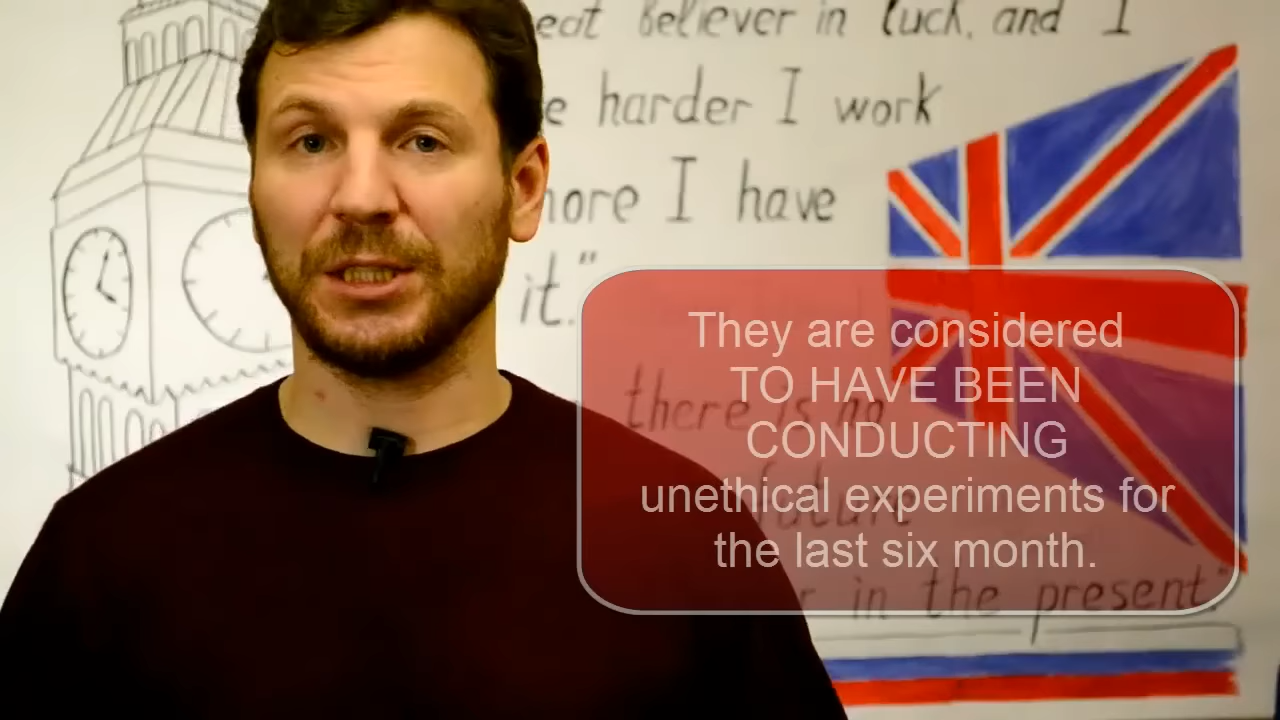 eat Believer in luck, and I
e harder I work
more I have
it."
They are considered
TO HAVE BEEN
CONDUCTING
unethical experiments for
the last six month.
there is no
future
in the present."